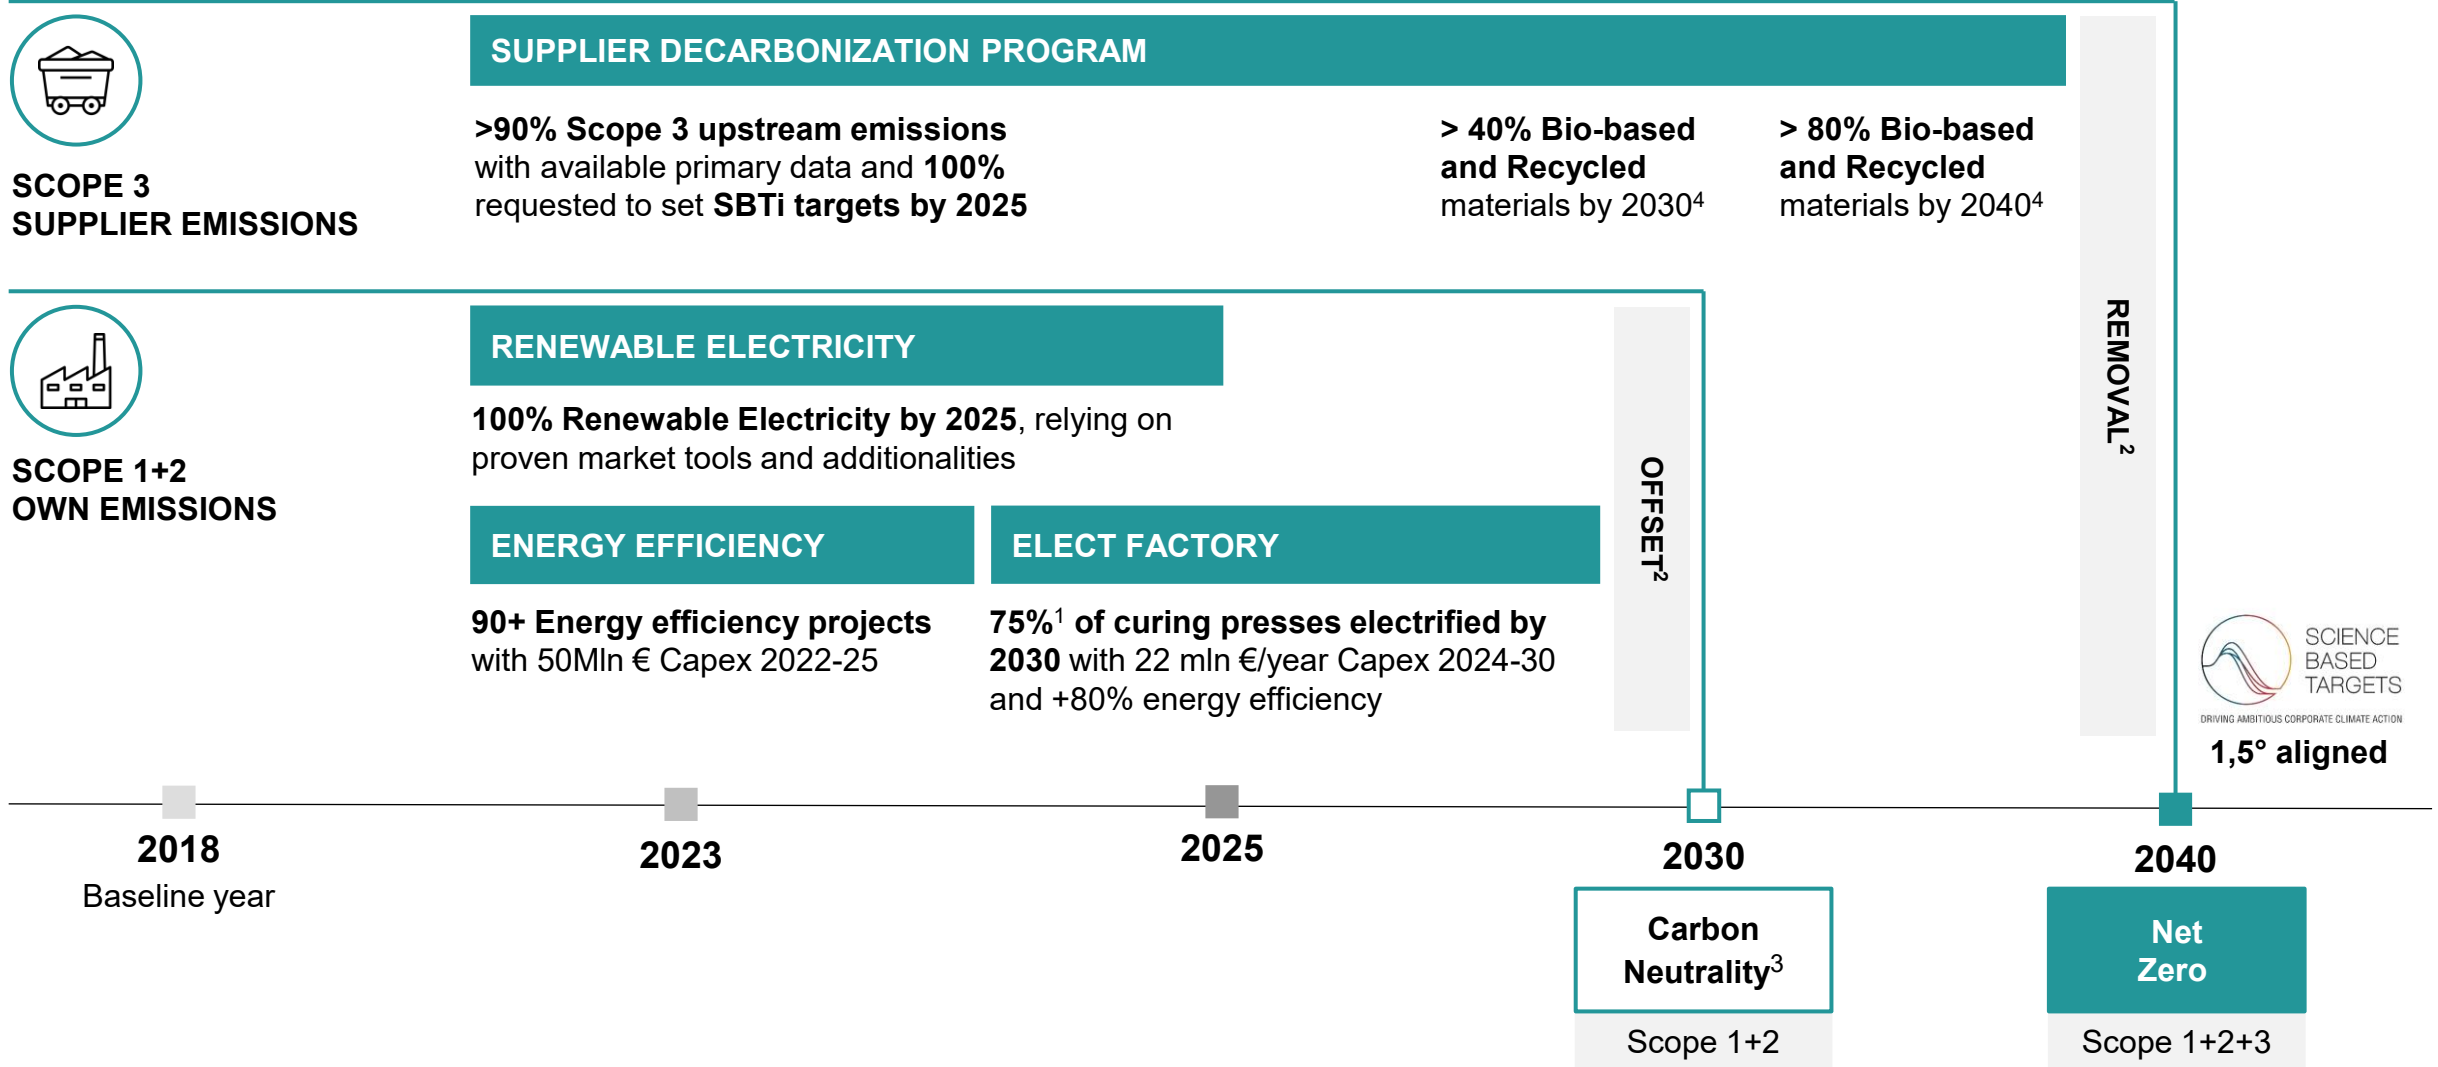 SUPPLIER DECARBONIZATION PROGRAM
SCOPE 3
SUPPLIER EMISSIONS
>90% Scope 3 upstream emissions
with available primary data and 100%
requested to set SBTi targets by 2025
> 40% Bio-based
and Recycled
materials by 2030⁴
> 80% Bio-based
and Recycled
materials by 2040⁴
REMOVAL²
SCOPE 1+2
OWN EMISSIONS
RENEWABLE ELECTRICITY
100% Renewable Electricity by 2025, relying on
proven market tools and additionalities
ENERGY EFFICIENCY
90+ Energy efficiency projects
with 50Mln € Capex 2022-25
ELECT FACTORY
75%¹ of curing presses electrified by
2030 with 22 mln €/year Capex 2024-30
and +80% energy efficiency
OFFSET²
SCIENCE
BASED
TARGETS
DRIVING AMBITIOUS CORPORATE CLIMATE ACTION
1,5° aligned
2018
Baseline year
2023
2025
2030
Carbon
Neutrality³
Scope 1+2
2040
Net
Zero
Scope 1+2+3